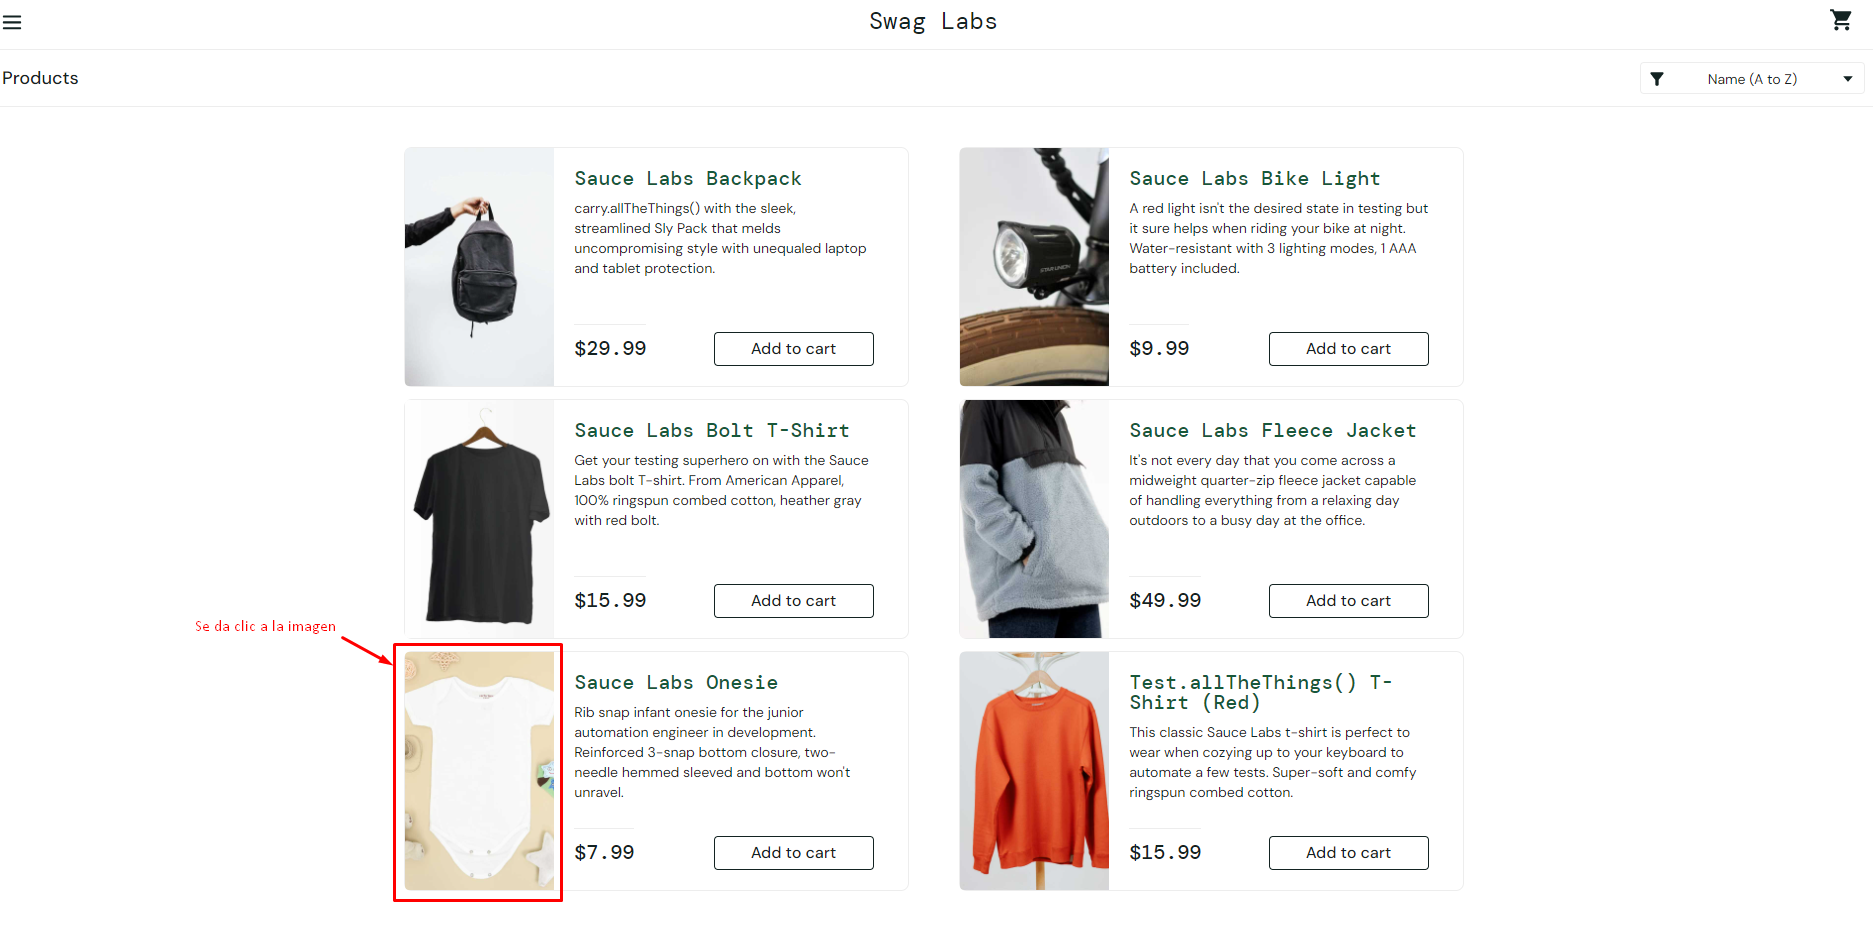 Swag Labs
Products
Name (A to Z)
Sauce Labs Backpack
carry.allTheThings() with the sleek,
streamlined Sly Pack that melds
uncompromising style with unequaled laptop
and tablet protection.
$29.99
Add to cart
Sauce Labs Bike Light
A red light isn't the desired state in testing but
it sure helps when riding your bike at night.
Water-resistant with 3 lighting modes, 1 AAA
battery included.
STAR UNION
$9.99
Add to cart
Sauce Labs Bolt T-Shirt
Get your testing superhero on with the Sauce
Labs bolt T-shirt. From American Apparel,
100% ringspun combed cotton, heather gray
with red bolt.
$15.99
Add to cart
Sauce Labs Fleece Jacket
It's not every day that you come across a
midweight quarter-zip fleece jacket capable
of handling everything from a relaxing day
outdoors to a busy day at the office.
$49.99
Add to cart
Se da clic a la imagen
Sauce Labs Onesie
Rib snap infant onesie for the junior
automation engineer in development.
Reinforced 3-snap bottom closure, two-
needle hemmed sleeved and bottom won't
unravel.
$7.99
Add to cart
Test.allTheThings() T-
Shirt (Red)
This classic Sauce Labs t-shirt is perfect to
wear when cozying up to your keyboard to
automate a few tests. Super-soft and comfy
ringspun combed cotton.
$15.99
Add to cart